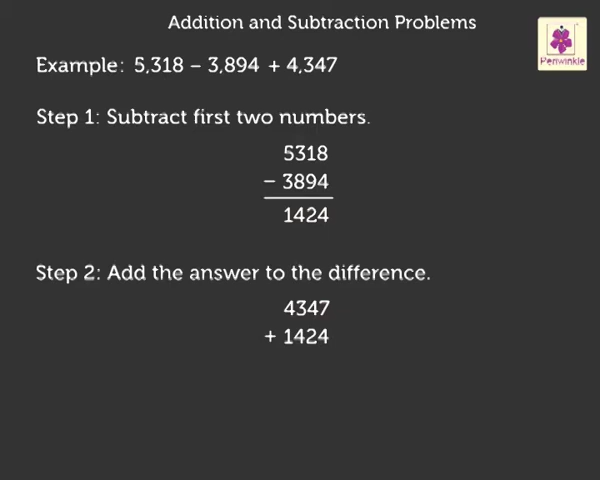 Addition and Subtraction Problems
Periwinkle
Example: 5,318 – 3,894 + 4,347
Step 1: Subtract first two numbers.
5318
– 3894
1424
Step 2: Add the answer to the difference.
4347
+ 1424